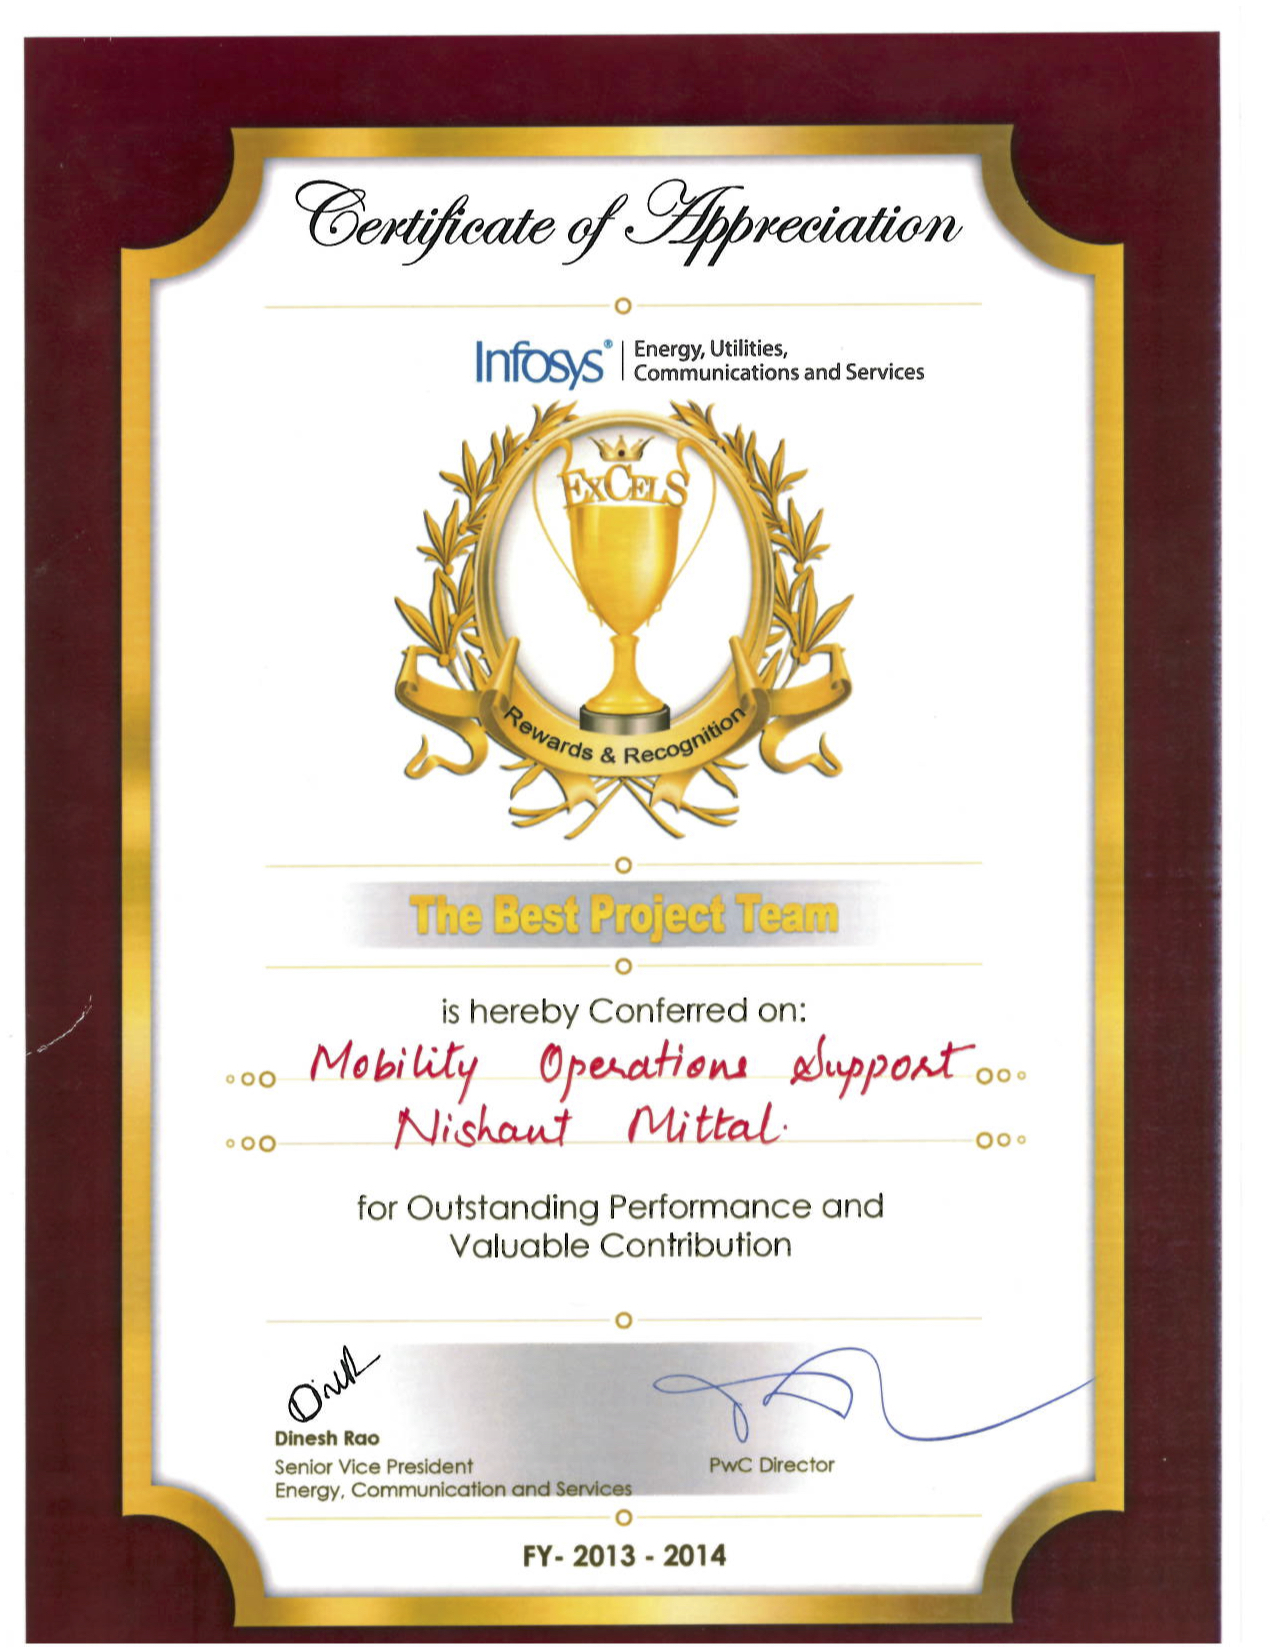 Certificate of Appreciation
Infosys® | Energy, Utilities,
Communications and Services
EXCELS
Rewards & Recognition
The Best Project Team
is hereby Conferred on:
Mobility Operations Support
Nishant Mittal.
for Outstanding Performance and
Valuable Contribution
Dinesh Rao
Senior Vice President
Energy, Communication and Services
PwC Director
FY- 2013 - 2014